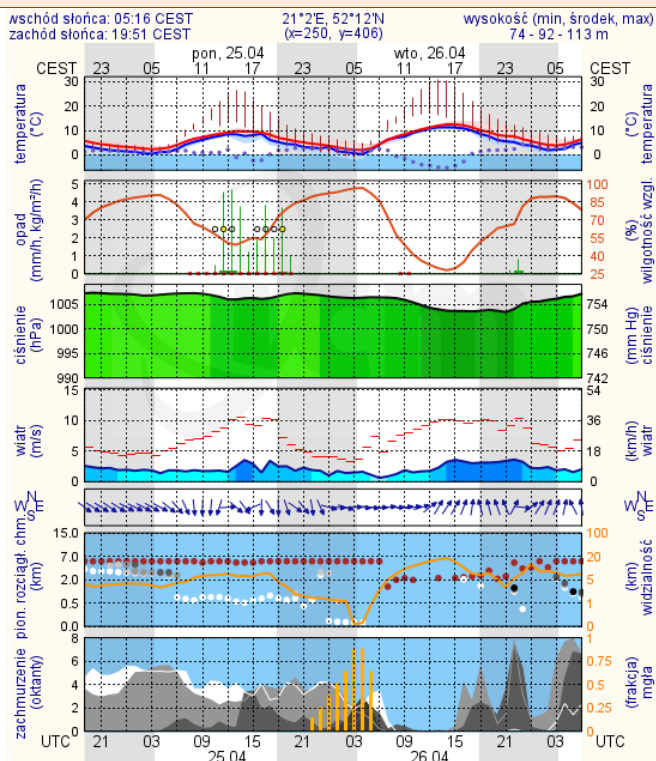 wschód słońca: 05:16 CEST 21°2'E, 52°12'N wysokość (min, środek, max)
zachód słońca: 19:51 CEST (x=250, y=406) 74 - 92 - 113 m
pon, 25.04 wto, 26.04
CEST 23 05 11 17 23 05 11 17 23 05 CEST
temperatura
(°C)
30
20
10
0
30
20
10
0
(°C)
temperatura
opad
(mm/h, kg/m²/h)
5
4
3
2
1
0
100
85
70
55
40
25
(%)
wilgotność wzgl.
ciśnienie
(hPa)
1005
1000
995
990
754
750
746
742
(mm Hg)
ciśnienie
wiatr
(m/s)
15
10
5
0
54
36
18
0
(km/h)
wiatr
N
W E
S
N
W E
S
pion. rozciągł. chm.
(km)
15.0
7.0
2.0
0.5
0.0
100
20
5
1
0
(km)
widzialność
zachmurzenie
(oktanty)
8
6
4
2
0
1
0.75
0.5
0.25
0
(frakcja)
mgła
UTC 21 03 09 15 21 03 09 15 21 03 UTC
25.04 26.04